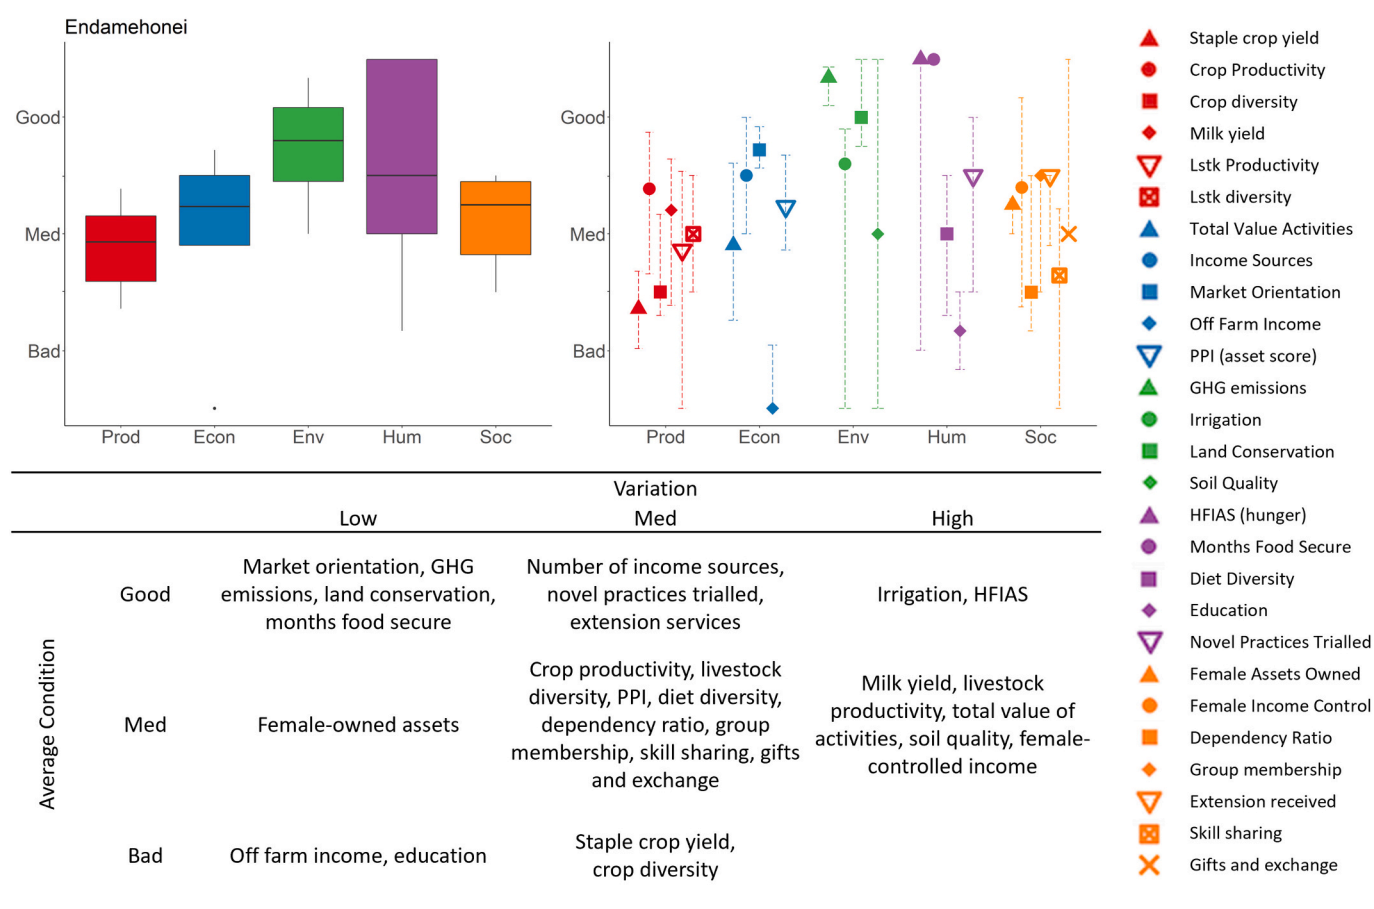 Endamehonei
Good
Med
Bad
Prod
Econ
Env
Hum
Soc
Good
Med
Bad
Prod
Econ
Env
Hum
Soc
Staple crop yield
Crop Productivity
Crop diversity
Milk yield
Lstk Productivity
Lstk diversity
Total Value Activities
Income Sources
Market Orientation
Off Farm Income
PPI (asset score)
GHG emissions
Irrigation
Land Conservation
Soil Quality
HFIAS (hunger)
Months Food Secure
Diet Diversity
Education
Novel Practices Trialled
Female Assets Owned
Female Income Control
Dependency Ratio
Group membership
Extension received
Skill sharing
Gifts and exchange
Variation
Low
Med
High
Average Condition
Good
Market orientation, GHG
emissions, land conservation,
months food secure
Number of income sources,
novel practices trialled,
extension services
Irrigation, HFIAS
Med
Female-owned assets
Crop productivity, livestock
diversity, PPI, diet diversity,
dependency ratio, group
membership, skill sharing, gifts
and exchange
Milk yield, livestock
productivity, total value of
activities, soil quality, female-
controlled income
Bad
Off farm income, education
Staple crop yield,
crop diversity